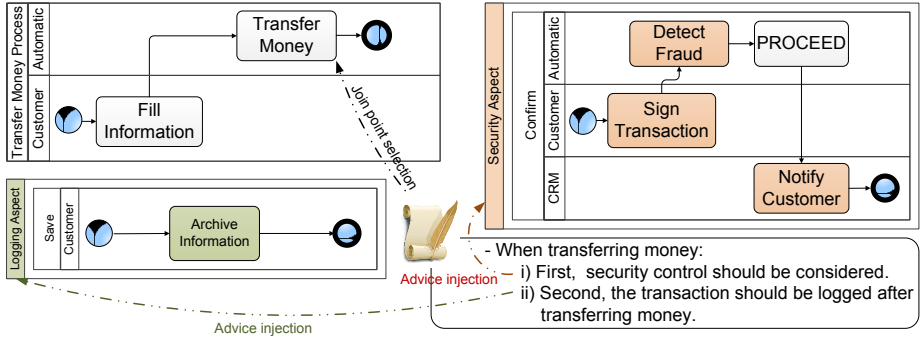 Transfer Money Process
Automatic
Customer
Transfer
Money
Fill
Information
Join point selection
Security Aspect
Confirm
Automatic
Customer
CRM
Detect
Fraud
PROCEED
Sign
Transaction
Notify
Customer
Logging Aspect
Save
Customer
Archive
Information
Advice injection
- When transferring money:
i) First, security control should be considered.
ii) Second, the transaction should be logged after
transferring money.
Advice injection